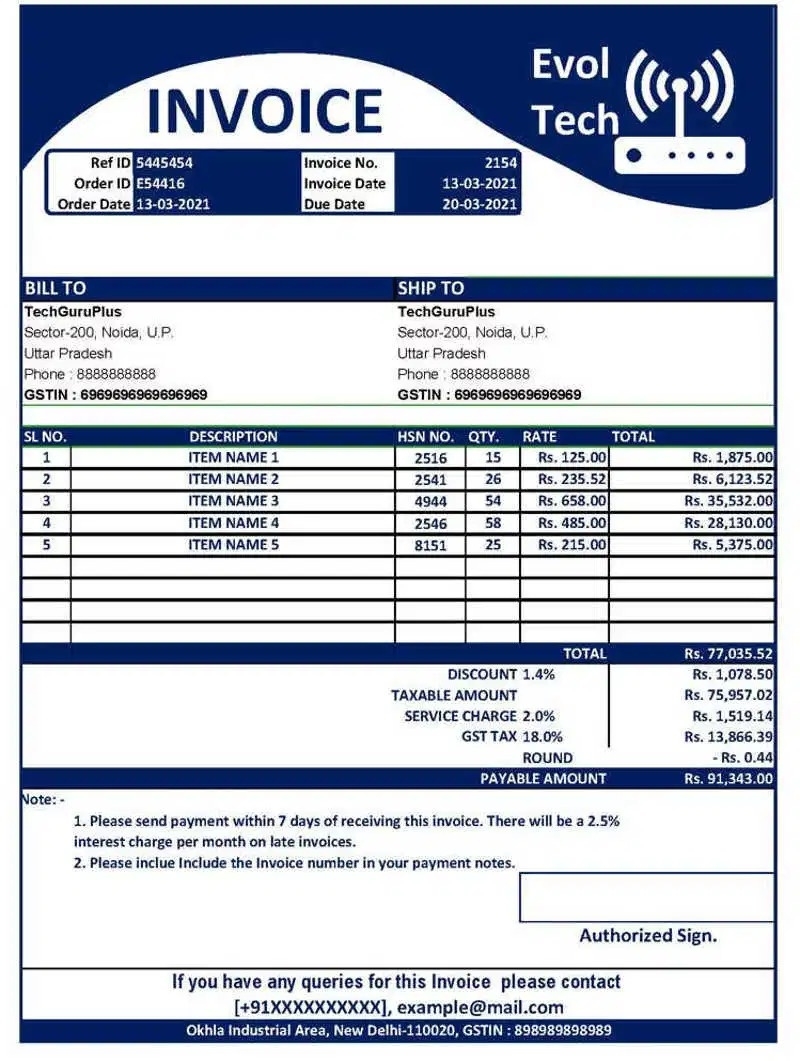 Evol
Tech
INVOICE
Ref ID 5445454 Invoice No. 2154
Order ID E54416 Invoice Date 13-03-2021
Order Date 13-03-2021 Due Date 20-03-2021
BILL TO SHIP TO
TechGuruPlus TechGuruPlus
Sector-200, Noida, U.P. Sector-200, Noida, U.P.
Uttar Pradesh Uttar Pradesh
Phone : 8888888888 Phone : 8888888888
GSTIN : 6969696969696969 GSTIN : 6969696969696969
SL NO. DESCRIPTION HSN NO. QTY. RATE TOTAL
1 ITEM NAME 1 2516 15 Rs. 125.00 Rs. 1,875.00
2 ITEM NAME 2 2541 26 Rs. 235.52 Rs. 6,123.52
3 ITEM NAME 3 4944 54 Rs. 658.00 Rs. 35,532.00
4 ITEM NAME 4 2546 58 Rs. 485.00 Rs. 28,130.00
5 ITEM NAME 5 8151 25 Rs. 215.00 Rs. 5,375.00
TOTAL Rs. 77,035.52
DISCOUNT 1.4% Rs. 1,078.50
TAXABLE AMOUNT Rs. 75,957.02
SERVICE CHARGE 2.0% Rs. 1,519.14
GST TAX 18.0% Rs. 13,866.39
ROUND - Rs. 0.44
PAYABLE AMOUNT Rs. 91,343.00
Note: -
1. Please send payment within 7 days of receiving this invoice. There will be a 2.5%
interest charge per month on late invoices.
2. Please inclue Include the Invoice number in your payment notes.
Authorized Sign.
If you have any queries for this Invoice please contact
[+91XXXXXXXXXX], example@mail.com
Okhla Industrial Area, New Delhi-110020, GSTIN : 898989898989